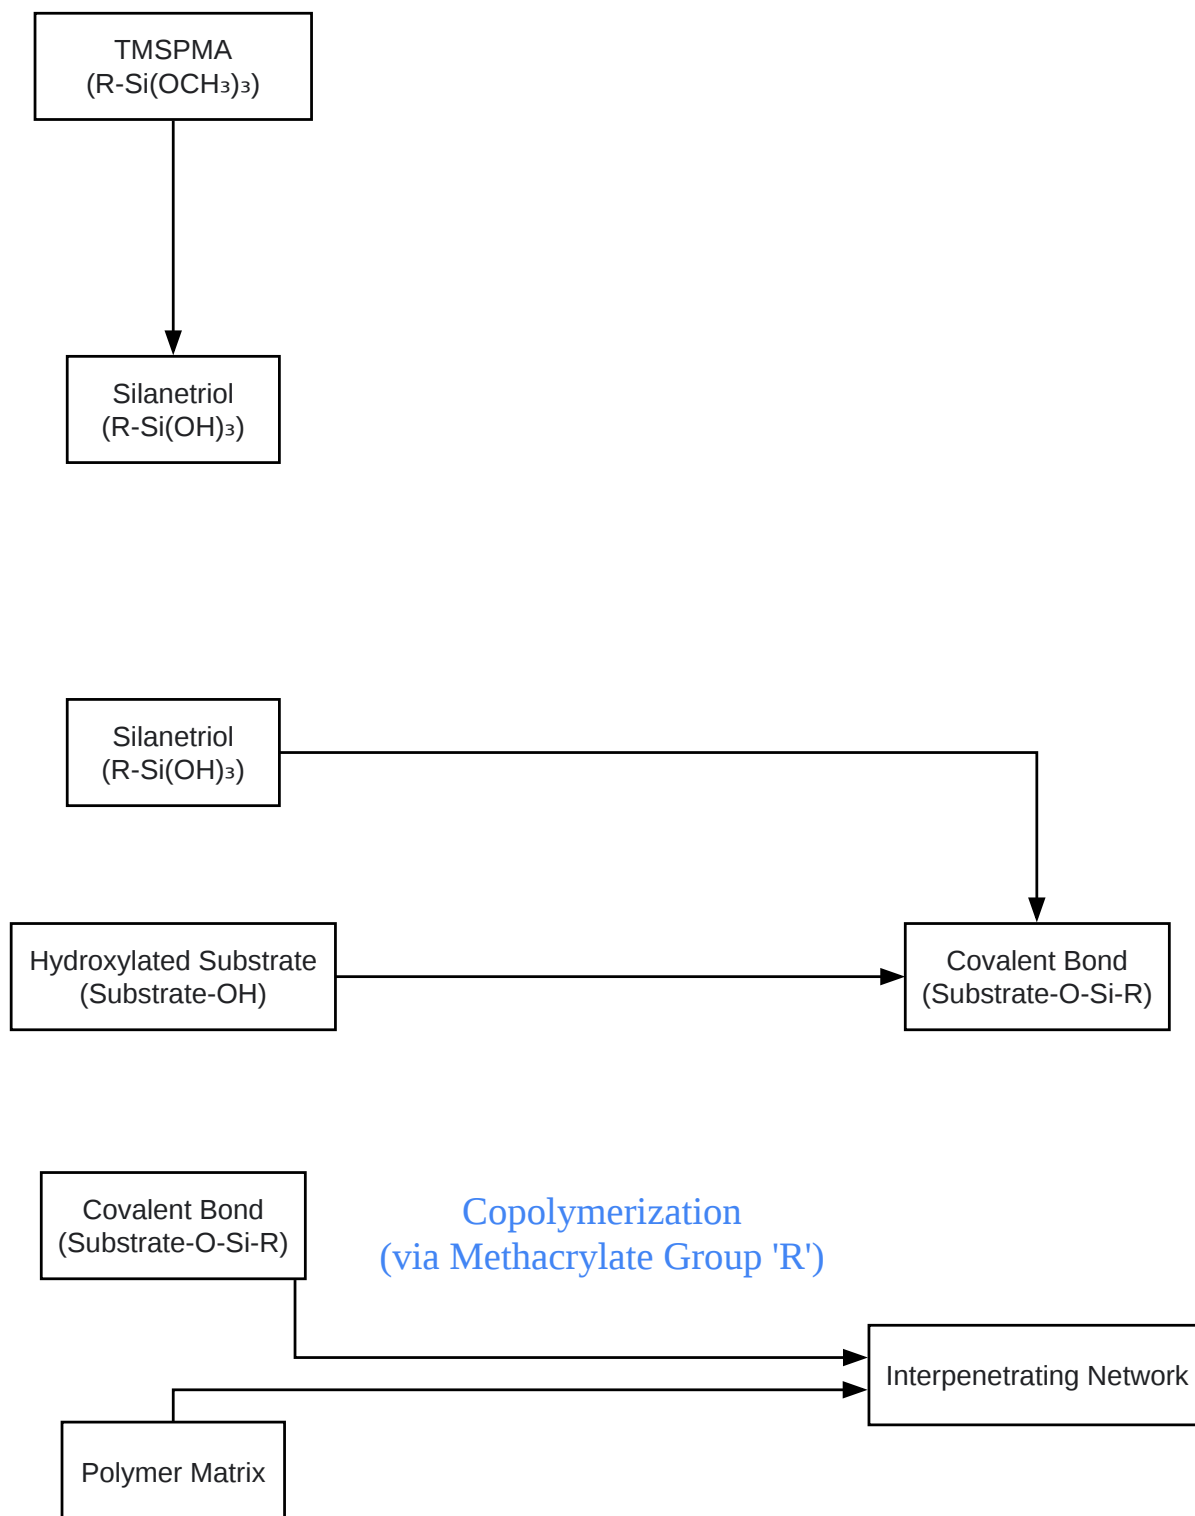 TMSPMA
(R-Si(OCH₃)₃)
Silanetriol
(R-Si(OH)₃)
Silanetriol
(R-Si(OH)₃)
Hydroxylated Substrate
(Substrate-OH)
Covalent Bond
(Substrate-O-Si-R)
Covalent Bond
(Substrate-O-Si-R)
Copolymerization
(via Methacrylate Group 'R')
Interpenetrating Network
Polymer Matrix